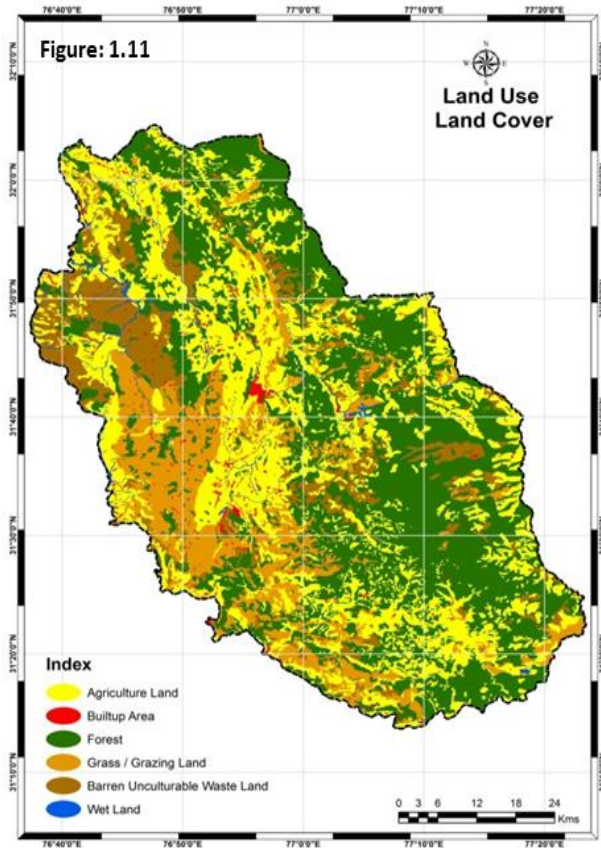 76°40'0"E
76°50'0"E
77°0'0"E
77°10'0"E
77°20'0"E
Figure: 1.11
N
W
E
S
Land Use
Land Cover
32°10'0"N
32°0'0"N
31°50'0"N
31°40'0"N
31°30'0"N
31°20'0"N
31°10'0"N
Index
Agriculture Land
Builtup Area
Forest
Grass / Grazing Land
Barren Unculturable Waste Land
Wet Land
0 3 6 12 18 24
Kms
76°40'0"E
76°50'0"E
77°0'0"E
77°10'0"E
77°20'0"E